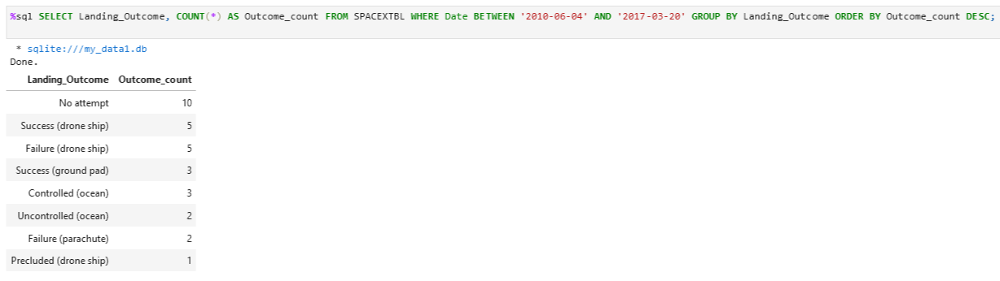 %sql SELECT Landing_Outcome, COUNT(*) AS Outcome_count FROM SPACEXTBL WHERE Date BETWEEN '2010-06-04' AND '2017-03-20' GROUP BY Landing_Outcome ORDER BY Outcome_count DESC;
* sqlite:///my_data1.db
Done.
Landing_Outcome Outcome_count
No attempt 10
Success (drone ship) 5
Failure (drone ship) 5
Success (ground pad) 3
Controlled (ocean) 3
Uncontrolled (ocean) 2
Failure (parachute) 2
Precluded (drone ship) 1